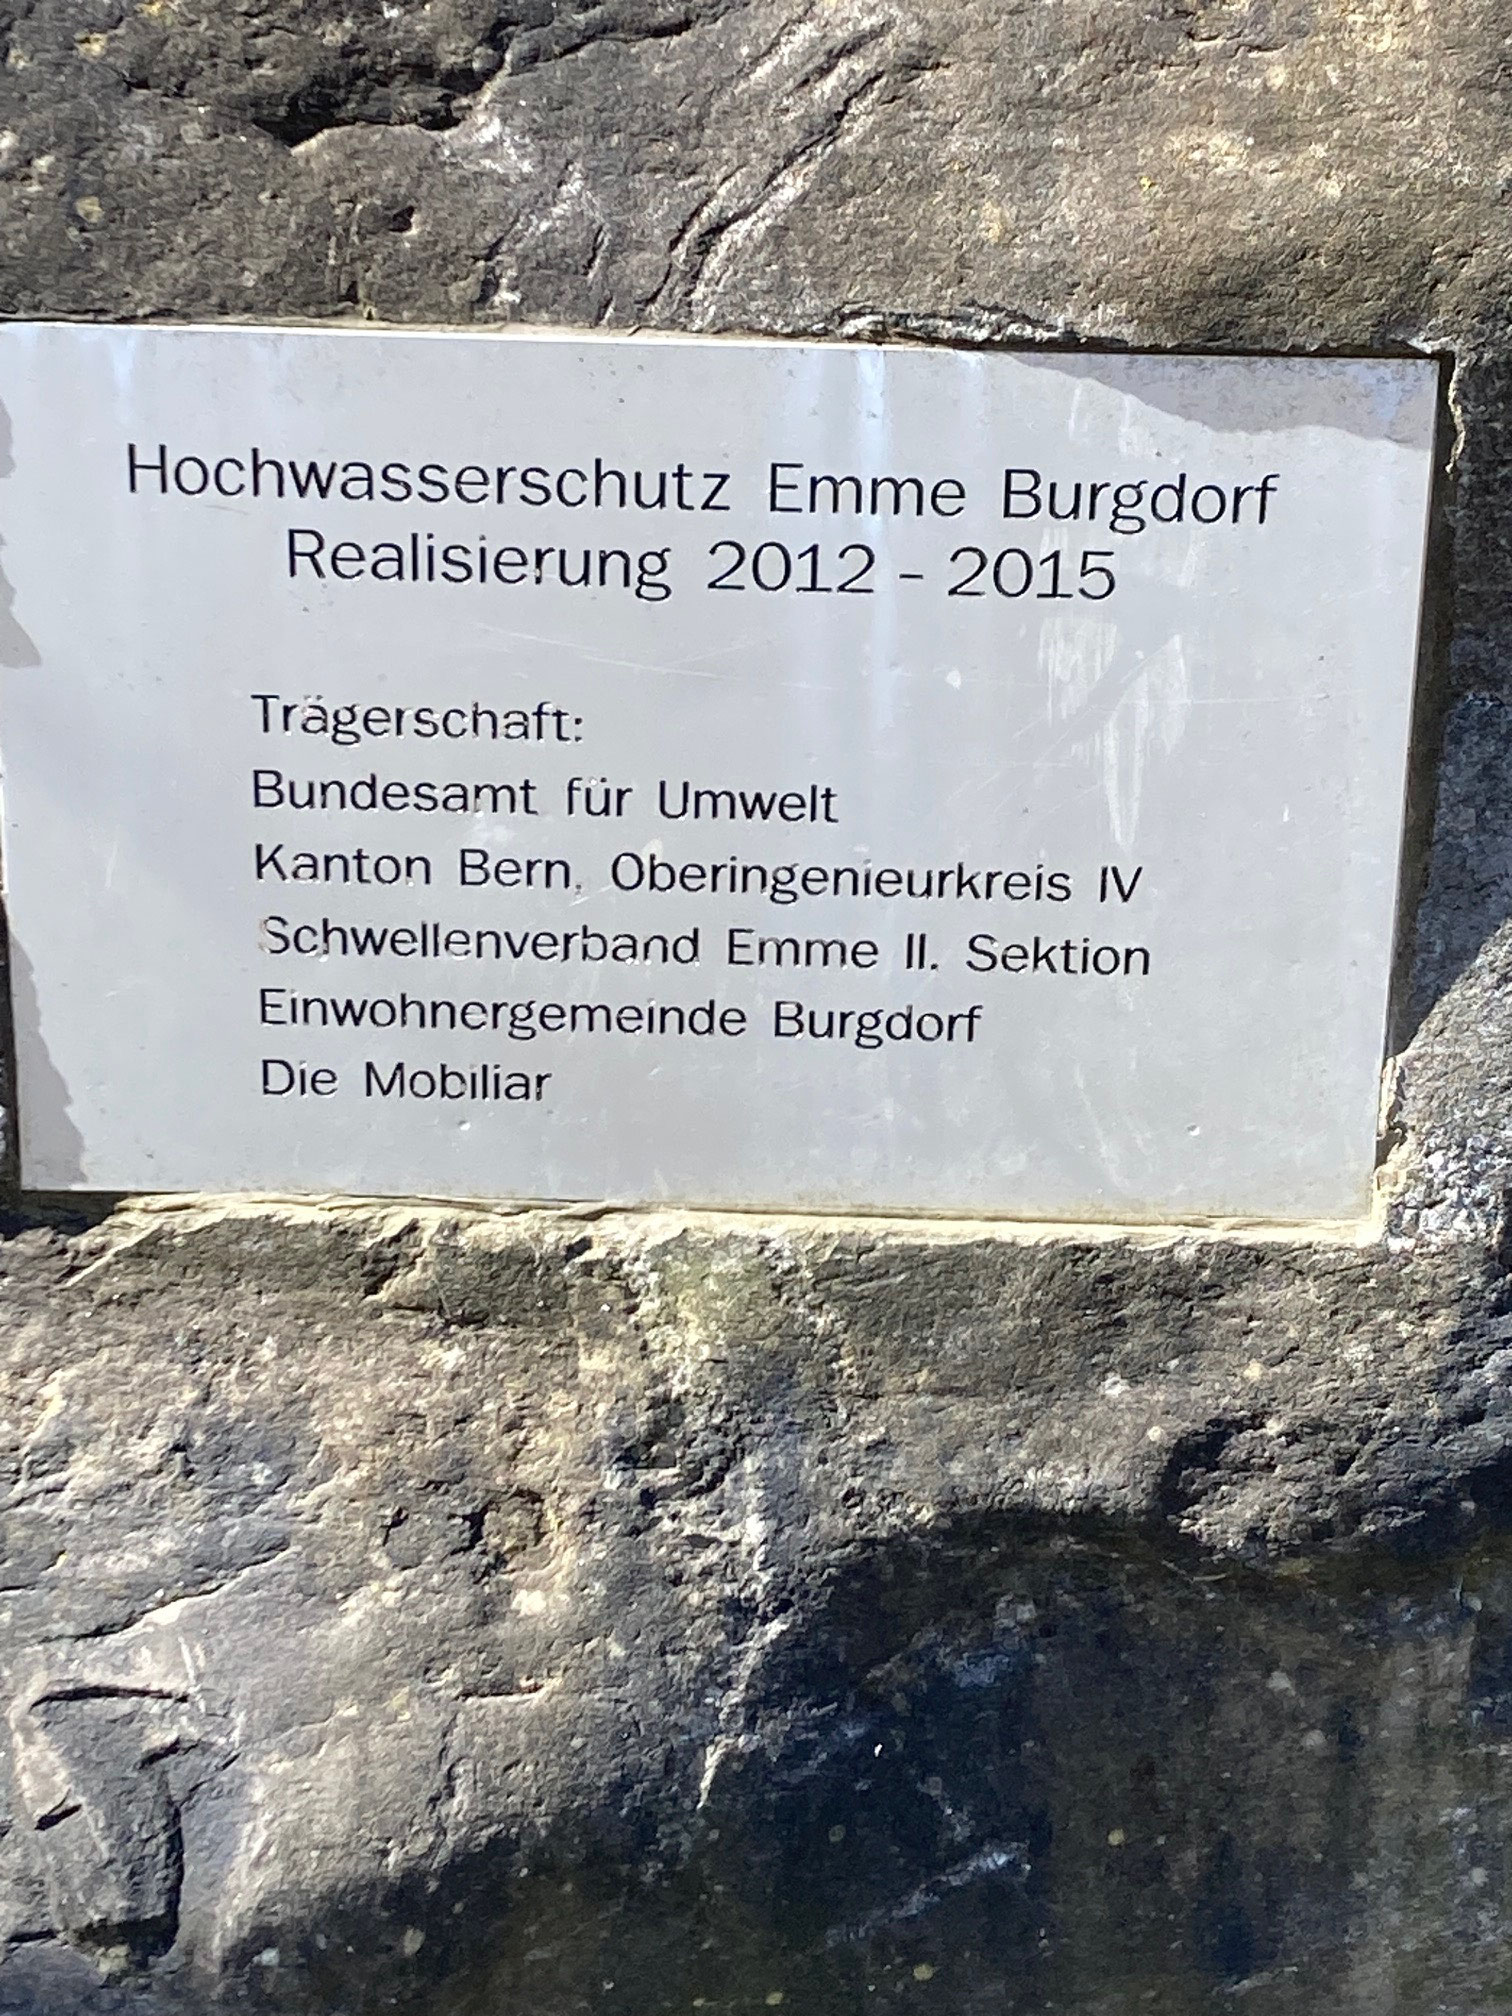 Hochwasserschutz Emme Burgdorf
Realisierung 2012 - 2015
Trägerschaft:
Bundesamt für Umwelt
Kanton Bern, Oberingenieurkreis IV
Schwellenverband Emme II. Sektion
Einwohnergemeinde Burgdorf
Die Mobiliar